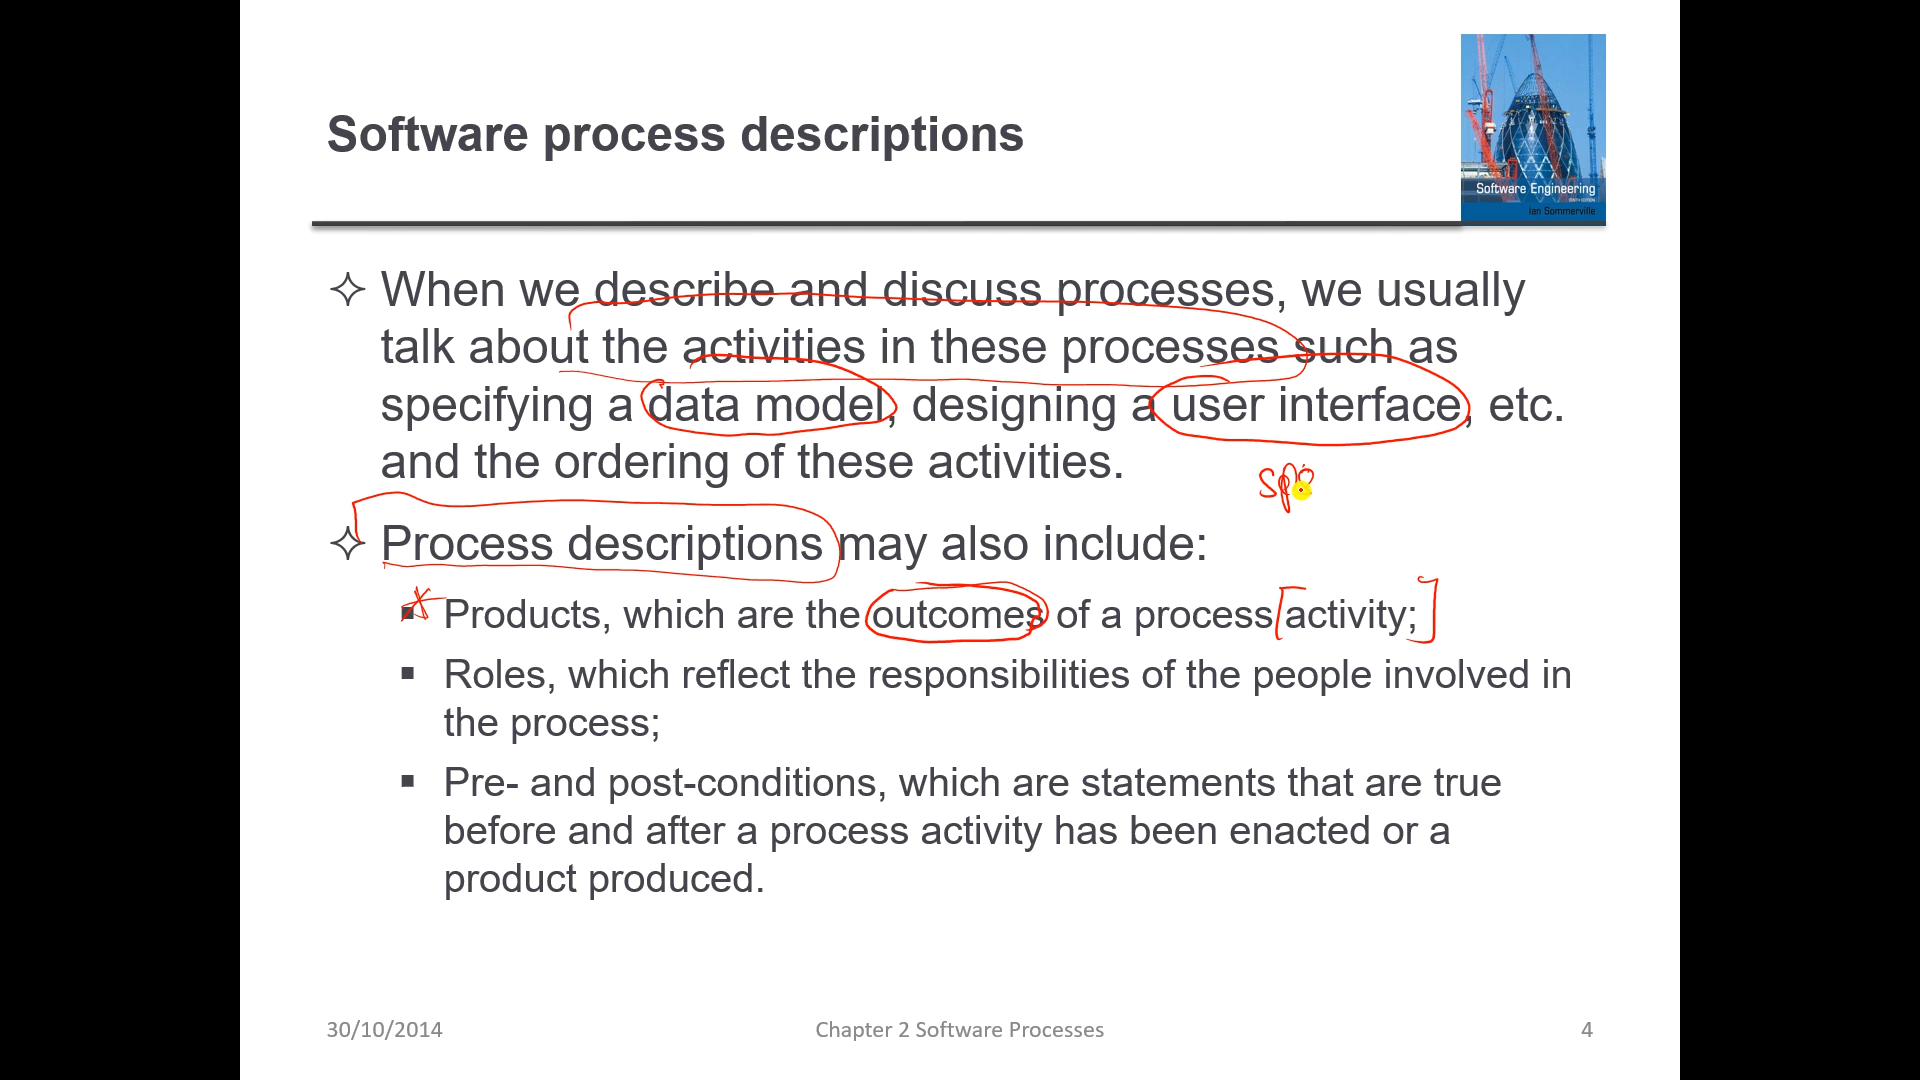 Software process descriptions
Software Engineering
Ian Sommerville
✧ When we describe and discuss processes, we usually
talk about the activities in these processes such as
specifying a data model, designing a user interface, etc.
and the ordering of these activities.
✧ Process descriptions may also include:
▪ Products, which are the outcomes of a process activity;
▪ Roles, which reflect the responsibilities of the people involved in
the process;
▪ Pre- and post-conditions, which are statements that are true
before and after a process activity has been enacted or a
product produced.
30/10/2014
Chapter 2 Software Processes
4